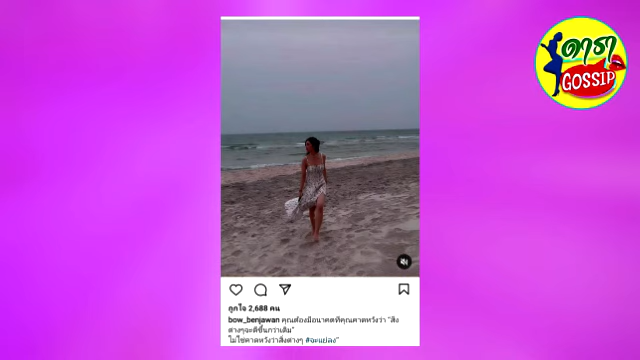 ดารา
GOSSIP
ถูกใจ 2,688 คน
bow_benjawan คุณต้องมีอนาคตที่คุณคาดหวังว่า "สิ่ง
ต่างๆจะดีขึ้นกว่าเดิม"
ไม่ใช่คาดหวังว่าสิ่งต่างๆ #จะแย่ลง"